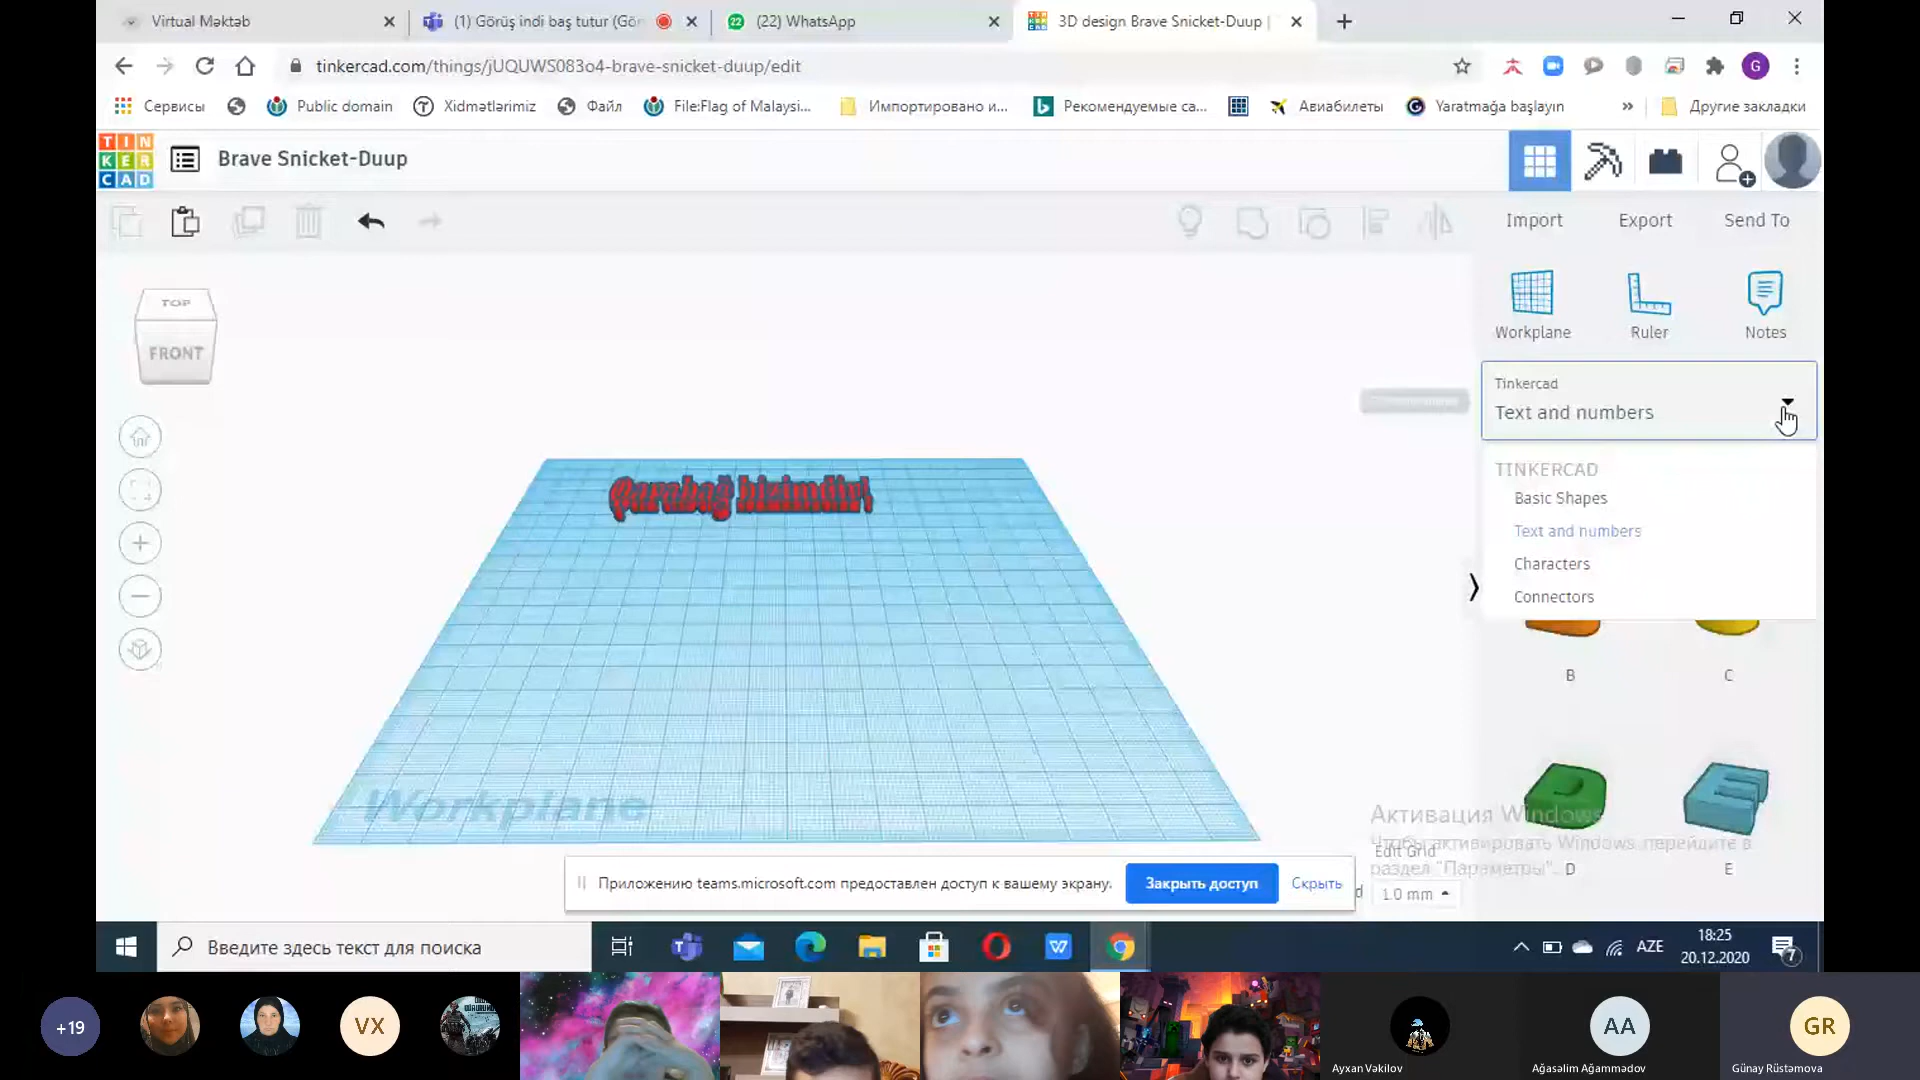 Virtual Məktəb
(1) Görüş indi baş tutur (Gör
(22) WhatsApp
3D design Brave Snicket-Duup |
tinkercad.com/things/jUQUWS083o4-brave-snicket-duup/edit
G
Сервисы
Public domain
Xidmətlərimiz
Файл
File:Flag of Malaysi...
Импортировано и...
Рекомендуемые са...
Авиабилеты
Yaratmağa başlayın
»
Другие закладки
TIN
KER
CAD
Brave Snicket-Duup
Import
Export
Send To
TOP
FRONT
Workplane
Ruler
Notes
Tinkercad
Text and numbers
TINKERCAD
Basic Shapes
Text and numbers
Characters
Connectors
Qarabağ bizimdir!
B
C
Workplane
Активация Windows
Чтобы активировать Windows, перейдите в
раздел "Параметры".
Edit Grid
D
E
1.0 mm
Приложению teams.microsoft.com предоставлен доступ к вашему экрану.
Закрыть доступ
Скрыть
Введите здесь текст для поиска
AZE
18:25
20.12.2020
7
+19
VX
AA
GR
Ayxan Vəkilov
Ağasəlim Ağammədov
Günay Rüstəmova